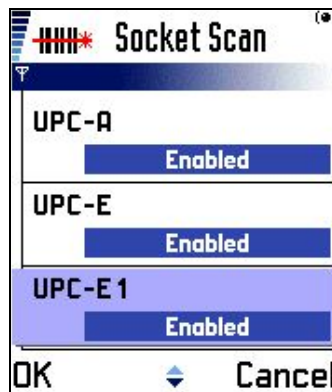 Socket Scan
UPC-A
Enabled
UPC-E
Enabled
UPC-E1
Enabled
OK
Cancel